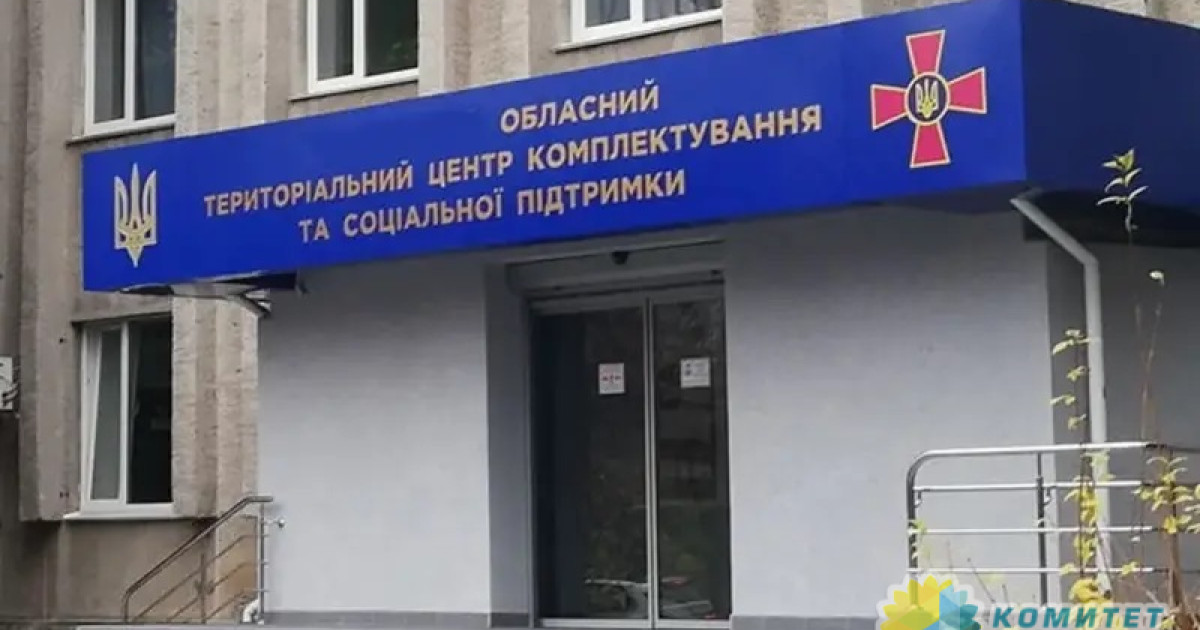 ОБЛАСНИЙ
ТЕРИТОРІАЛЬНИЙ ЦЕНТР КОМПЛЕКТУВАННЯ
ТА СОЦІАЛЬНОЇ ПІДТРИМКИ
КОМИТЕТ